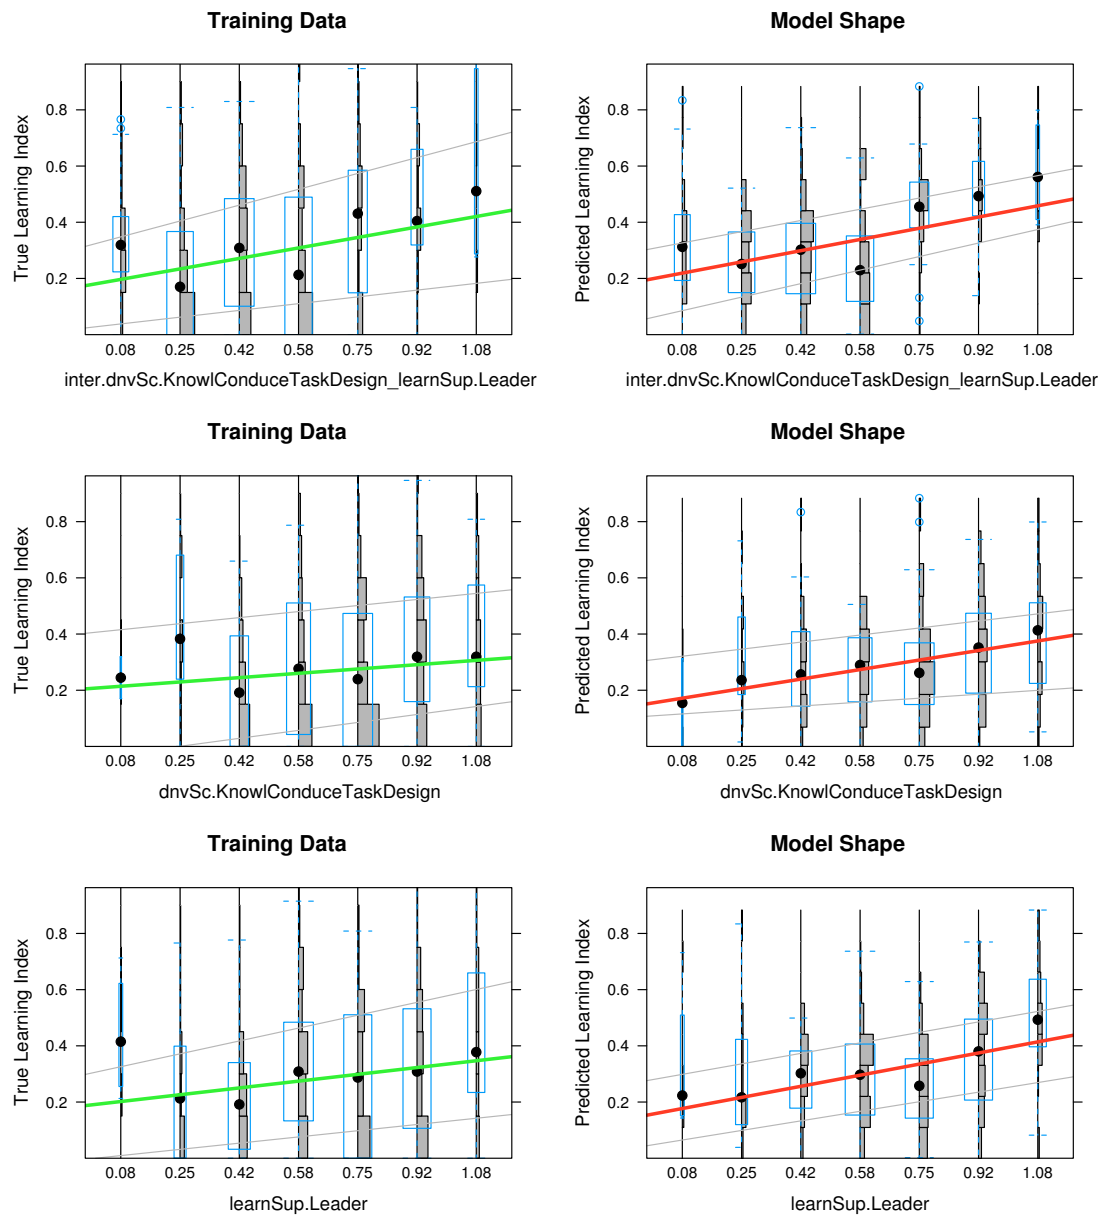 Training Data
Model Shape
True Learning Index
0.8
0.6
0.4
0.2
0.08 0.25 0.42 0.58 0.75 0.92 1.08
inter.dnvSc.KnowlConduceTaskDesign_learnSup.Leader
Predicted Learning Index
0.8
0.6
0.4
0.2
0.08 0.25 0.42 0.58 0.75 0.92 1.08
inter.dnvSc.KnowlConduceTaskDesign_learnSup.Leader
Training Data
Model Shape
True Learning Index
0.8
0.6
0.4
0.2
0.08 0.25 0.42 0.58 0.75 0.92 1.08
dnvSc.KnowlConduceTaskDesign
Predicted Learning Index
0.8
0.6
0.4
0.2
0.08 0.25 0.42 0.58 0.75 0.92 1.08
dnvSc.KnowlConduceTaskDesign
Training Data
Model Shape
True Learning Index
0.8
0.6
0.4
0.2
0.08 0.25 0.42 0.58 0.75 0.92 1.08
learnSup.Leader
Predicted Learning Index
0.8
0.6
0.4
0.2
0.08 0.25 0.42 0.58 0.75 0.92 1.08
learnSup.Leader